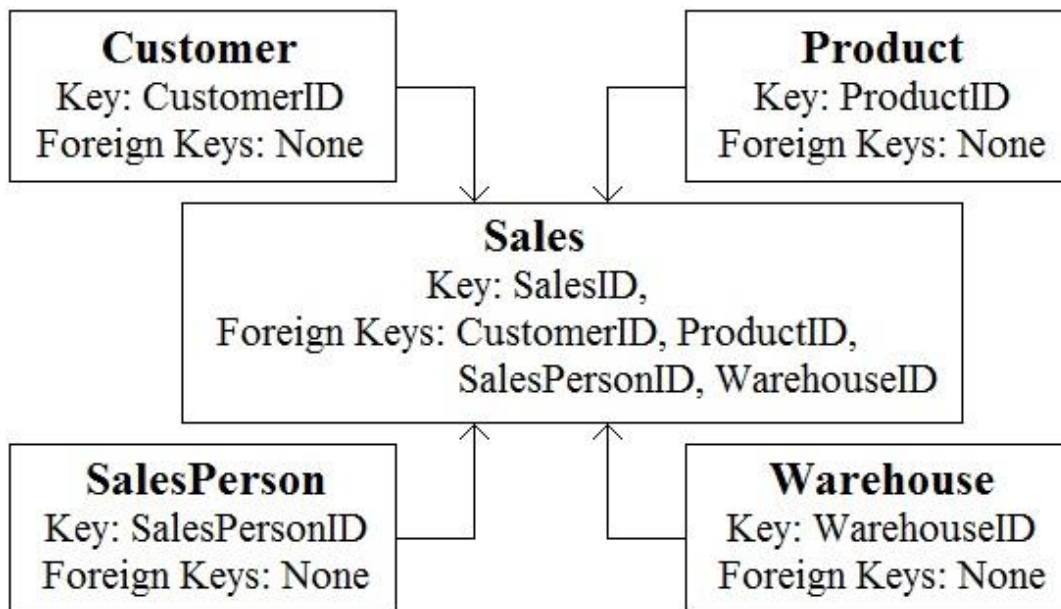 Customer
Key: CustomerID
Foreign Keys: None
Product
Key: ProductID
Foreign Keys: None
Sales
Key: SalesID,
Foreign Keys: CustomerID, ProductID,
SalesPersonID, WarehouseID
SalesPerson
Key: SalesPersonID
Foreign Keys: None
Warehouse
Key: WarehouseID
Foreign Keys: None